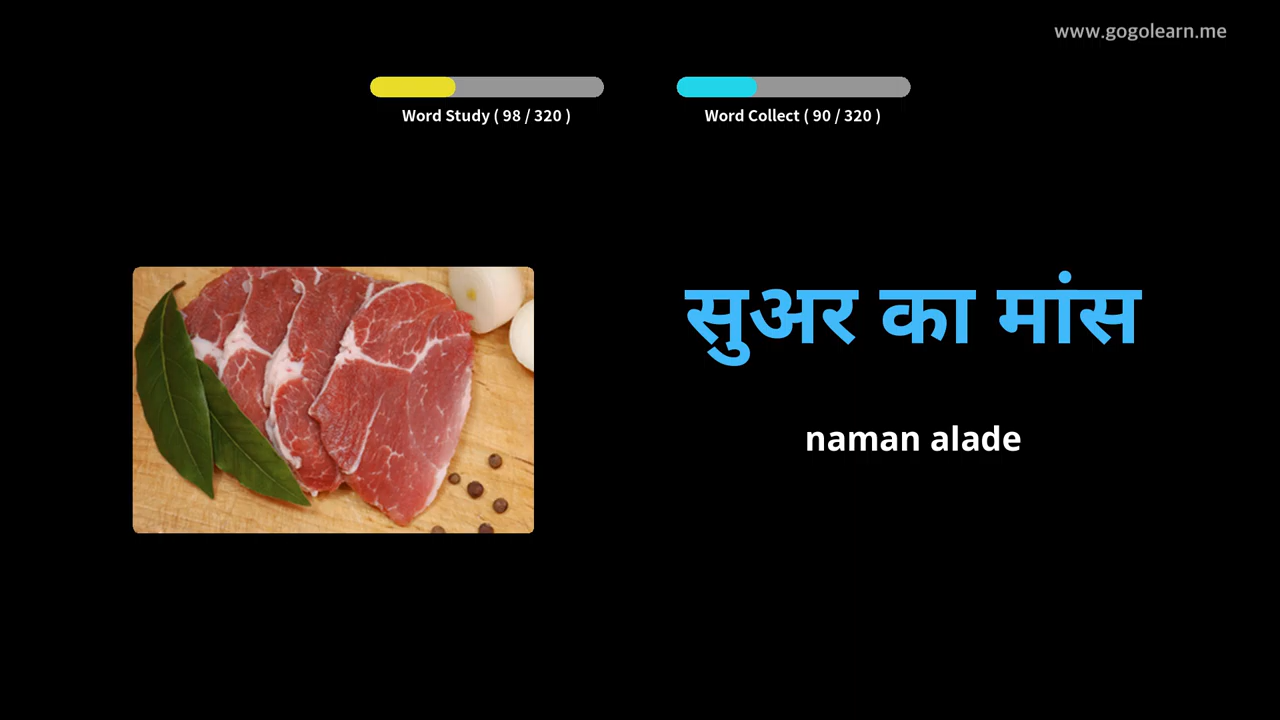 www.gogolearn.me
Word Study ( 98 / 320 )
Word Collect ( 90 / 320 )
सुअर का मांस
naman alade